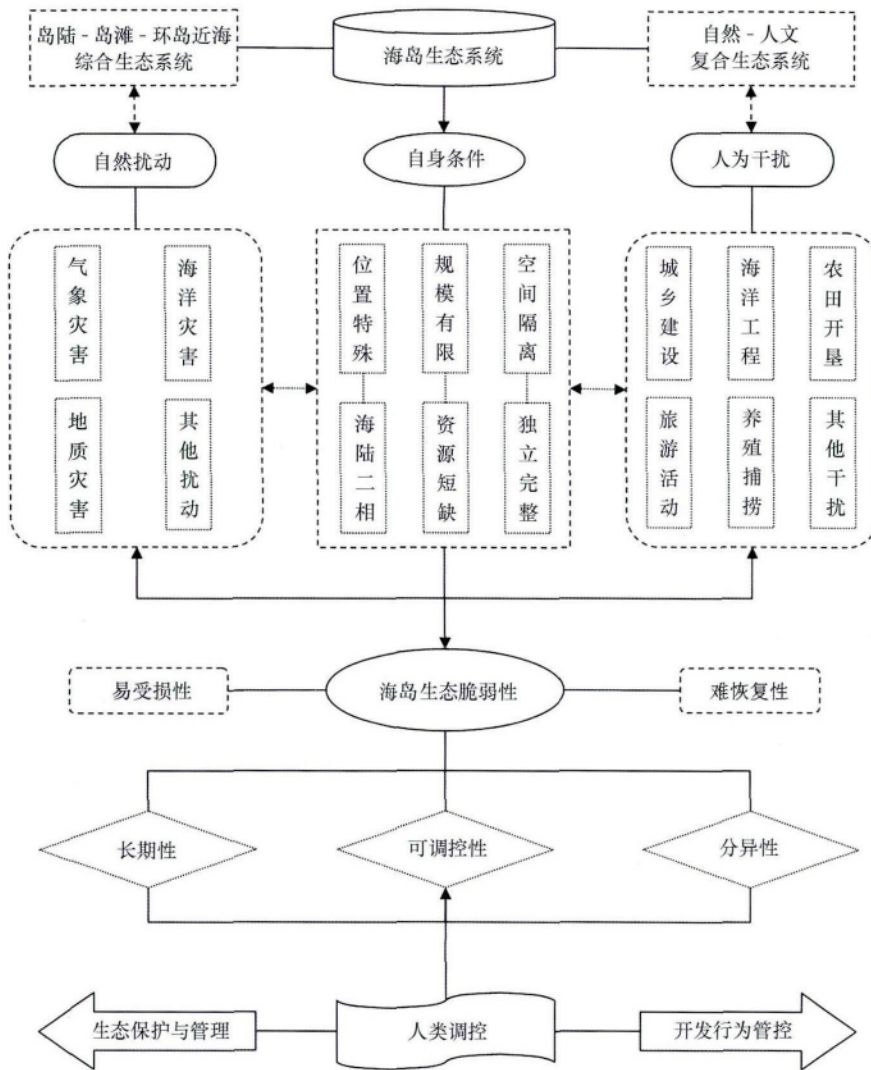 岛陆 - 岛滩 - 环岛近海
综合生态系统
海岛生态系统
自然 - 人文
复合生态系统
自然扰动
自身条件
人为干扰
气象灾害
海洋灾害
位置特殊
规模有限
空间隔离
城乡建设
海洋工程
农田开垦
地质灾害
其他扰动
海陆二相
资源短缺
独立完整
旅游活动
养殖捕捞
其他干扰
易受损性
海岛生态脆弱性
难恢复性
长期性
可调控性
分异性
生态保护与管理
人类调控
开发行为管控